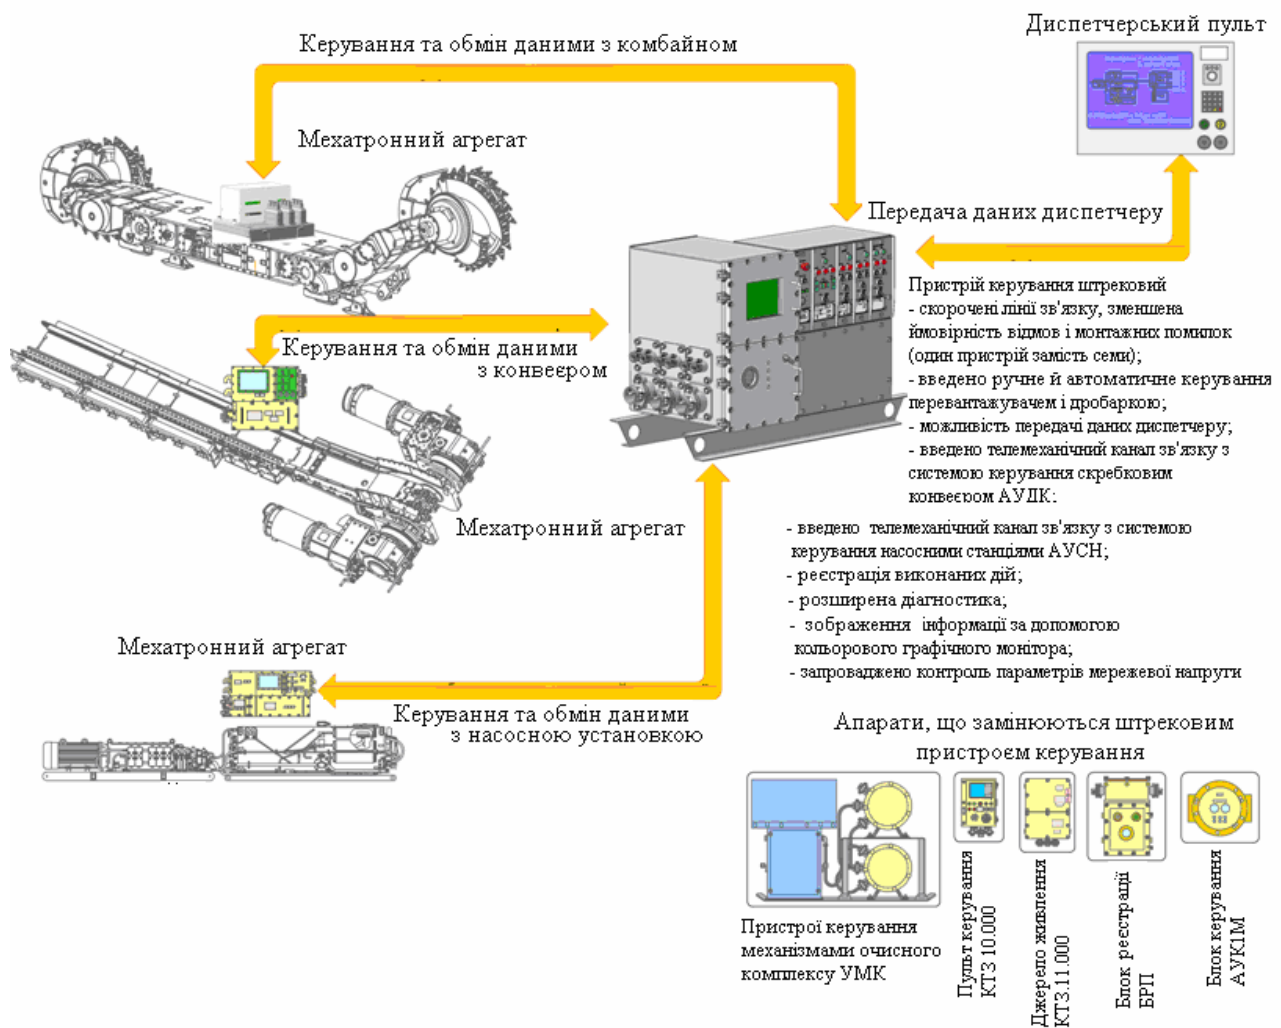 Диспетчерський пульт
Керування та обмін даними з комбайном
Мехатронний агрегат
Передача даних диспетчеру
Пристрій керування штрековий
- скорочені лінії зв'язку, зменшена
ймовірність відмов і монтажних помилок
(один пристрій замість семи);
- введено ручне й автоматичне керування
перевантажувачем і дробаркою;
- можливість передачі даних диспетчеру;
- введено телемеханічний канал зв'язку з
системою керування скребковим
конвеєром АУДК;
Керування та обмін даними
з конвеєром
Мехатронний агрегат
- введено телемеханічний канал зв'язку з системою
керування насосними станціями АУСН;
- реєстрація виконаних дій;
- розширена діагностика;
- зображення інформації за допомогою
кольорового графічного монітора;
- запроваджено контроль параметрів мережевої напруги
Мехатронний агрегат
Керування та обмін даними
з насосною установкою
Апарати, що замінюються штрековим
пристроєм керування
Пристрої керування
механізмами очисного
комплексу УМК
Пульт керування
КТЗ 10.000
Джерело живлення
КТЗ.11.000
Блок реєстрації
БРП
Блок керування
АУК1М